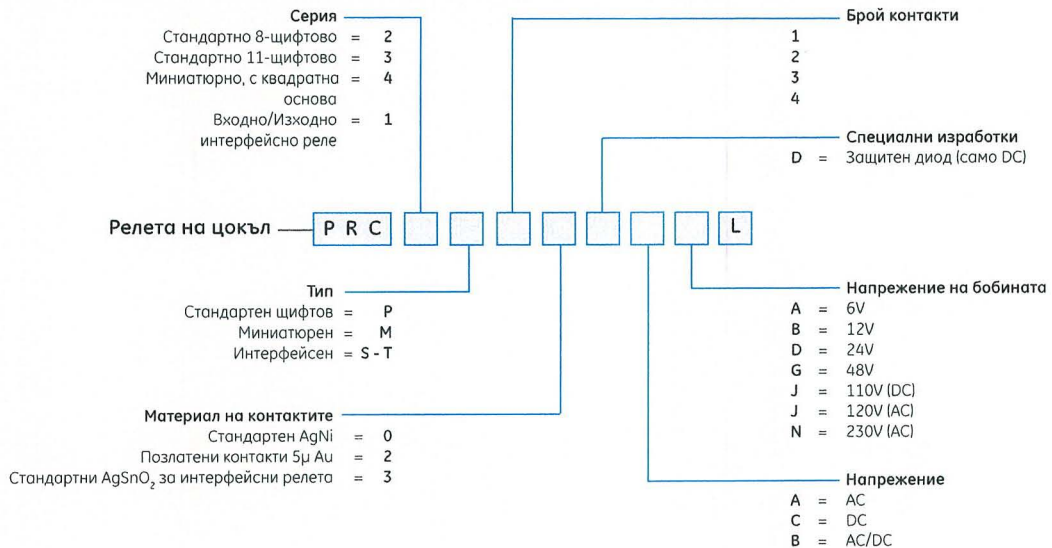 Серия
Стандартно 8-щифтово = 2
Стандартно 11-щифтово = 3
Миниатюрно, с квадратна = 4
основа
Входно/Изходно = 1
интерфейсно реле
Брой контакти
1
2
3
4
Специални изработки
D = Защитен диод (само DC)
Релета на цокъл P R C L
Тип
Стандартен щифтов = P
Миниатюрен = M
Интерфейсен = S - T
Материал на контактите
Стандартен AgNi = 0
Позлатени контакти 5µ Au = 2
Стандартни AgSnO₂ за интерфейсни релета = 3
Напрежение на бобината
A = 6V
B = 12V
D = 24V
G = 48V
J = 110V (DC)
J = 120V (AC)
N = 230V (AC)
Напрежение
A = AC
C = DC
B = AC/DC